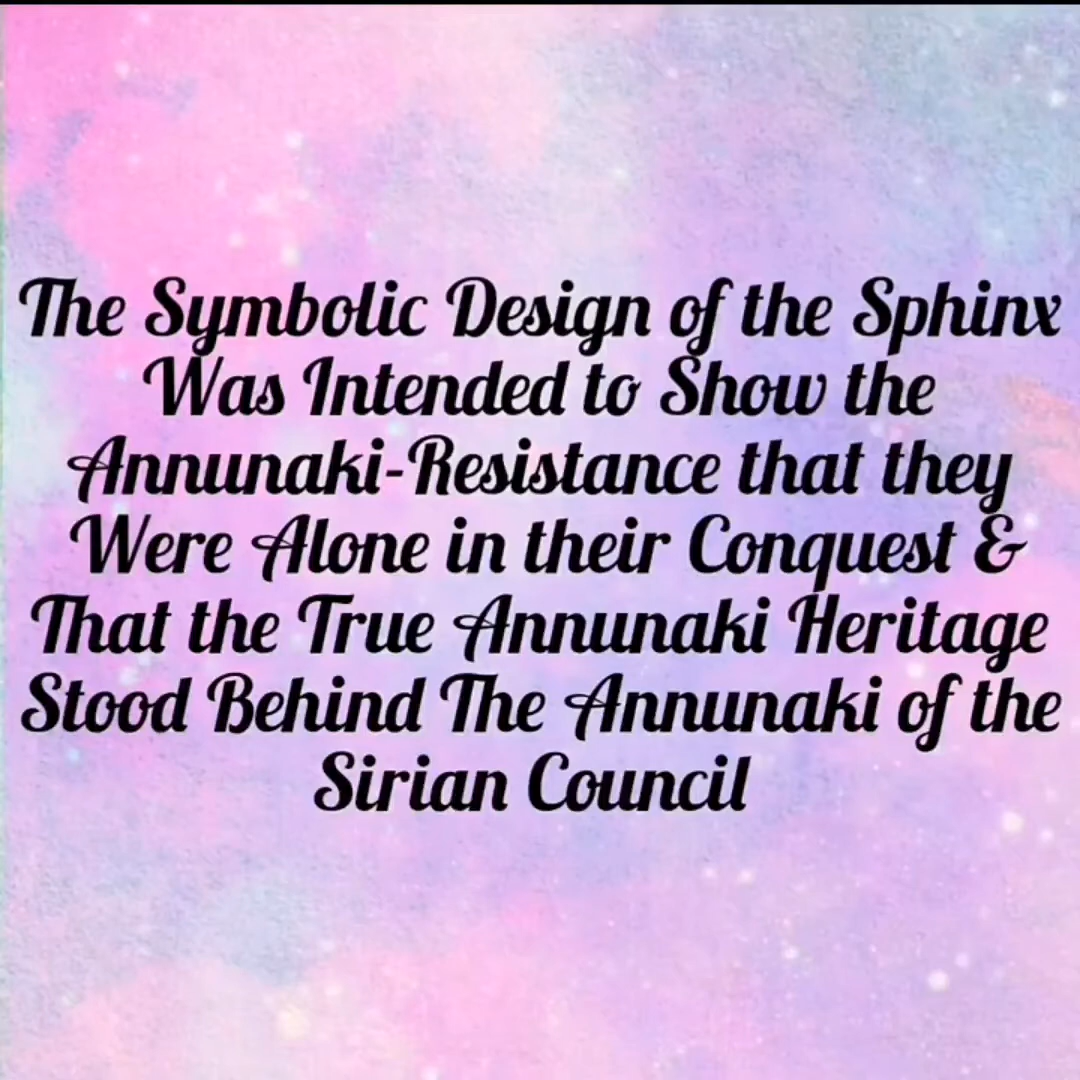 The Symbolic Design of the Sphinx
Was Intended to Show the
Annunaki-Resistance that they
Were Alone in their Conquest &
That the True Annunaki Heritage
Stood Behind The Annunaki of the
Sirian Council